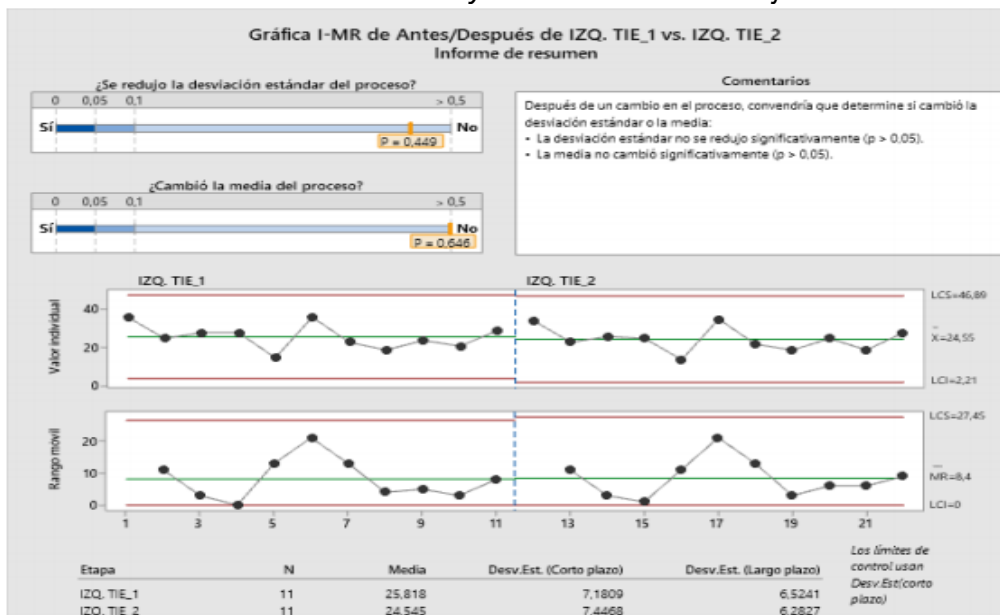 Gráfica I-MR de Antes/Después de IZQ. TIE_1 vs. IZQ. TIE_2
Informe de resumen
¿Se redujo la desviación estándar del proceso?
0 0,05 0,1 > 0,5
Sí No
P = 0,449
¿Cambió la media del proceso?
0 0,05 0,1 > 0,5
Sí No
P = 0,646
Comentarios
Después de un cambio en el proceso, convendría que determine si cambió la
desviación estándar o la media:
• La desviación estándar no se redujo significativamente (p > 0,05).
• La media no cambió significativamente (p > 0,05).
IZQ. TIE_1 IZQ. TIE_2
Valor individual
40
20
0
LCS=46,89
X̄=24,55
LCI=2,21
Rango móvil
20
10
0
LCS=27,45
M̄R̄=8,4
LCI=0
1 3 5 7 9 11 13 15 17 19 21
Etapa N Media Desv.Est. (Corto plazo) Desv.Est. (Largo plazo)
IZQ. TIE_1 11 25,818 7,1809 6,5241
IZQ. TIE_2 11 24,545 7,4468 6,2827
Los límites de
control usan
Desv.Est(corto
plazo)